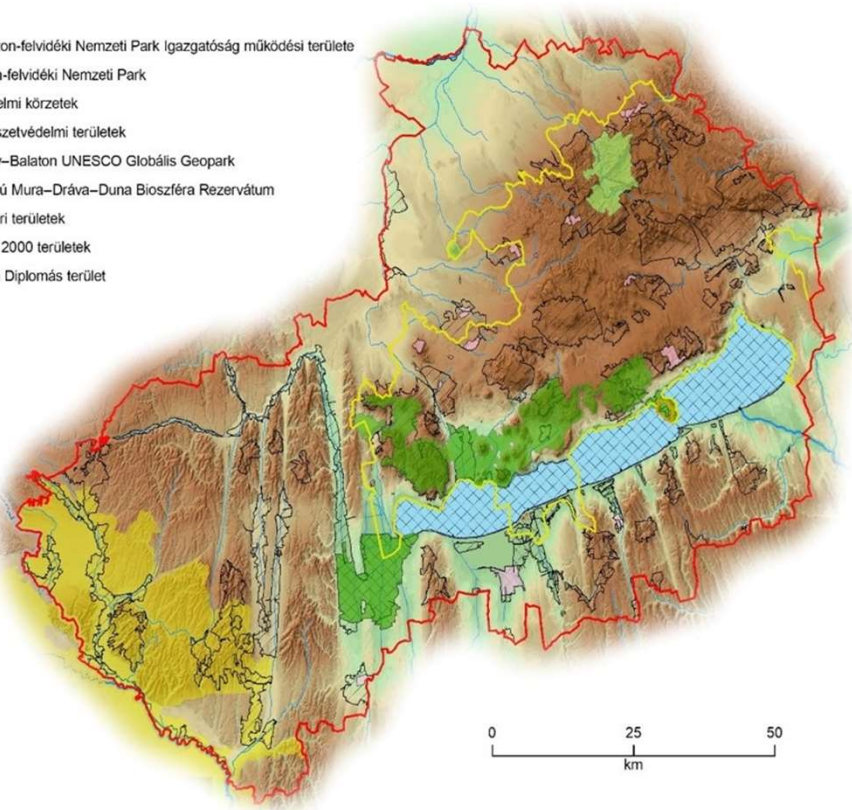 ton-felvidéki Nemzeti Park Igazgatóság működési területe
n-felvidéki Nemzeti Park
elmi körzetek
szetvédelmi területek
y–Balaton UNESCO Globális Geopark
ú Mura–Dráva–Duna Bioszféra Rezervátum
ri területek
2000 területek
Diplomás terület
0 25 50
km